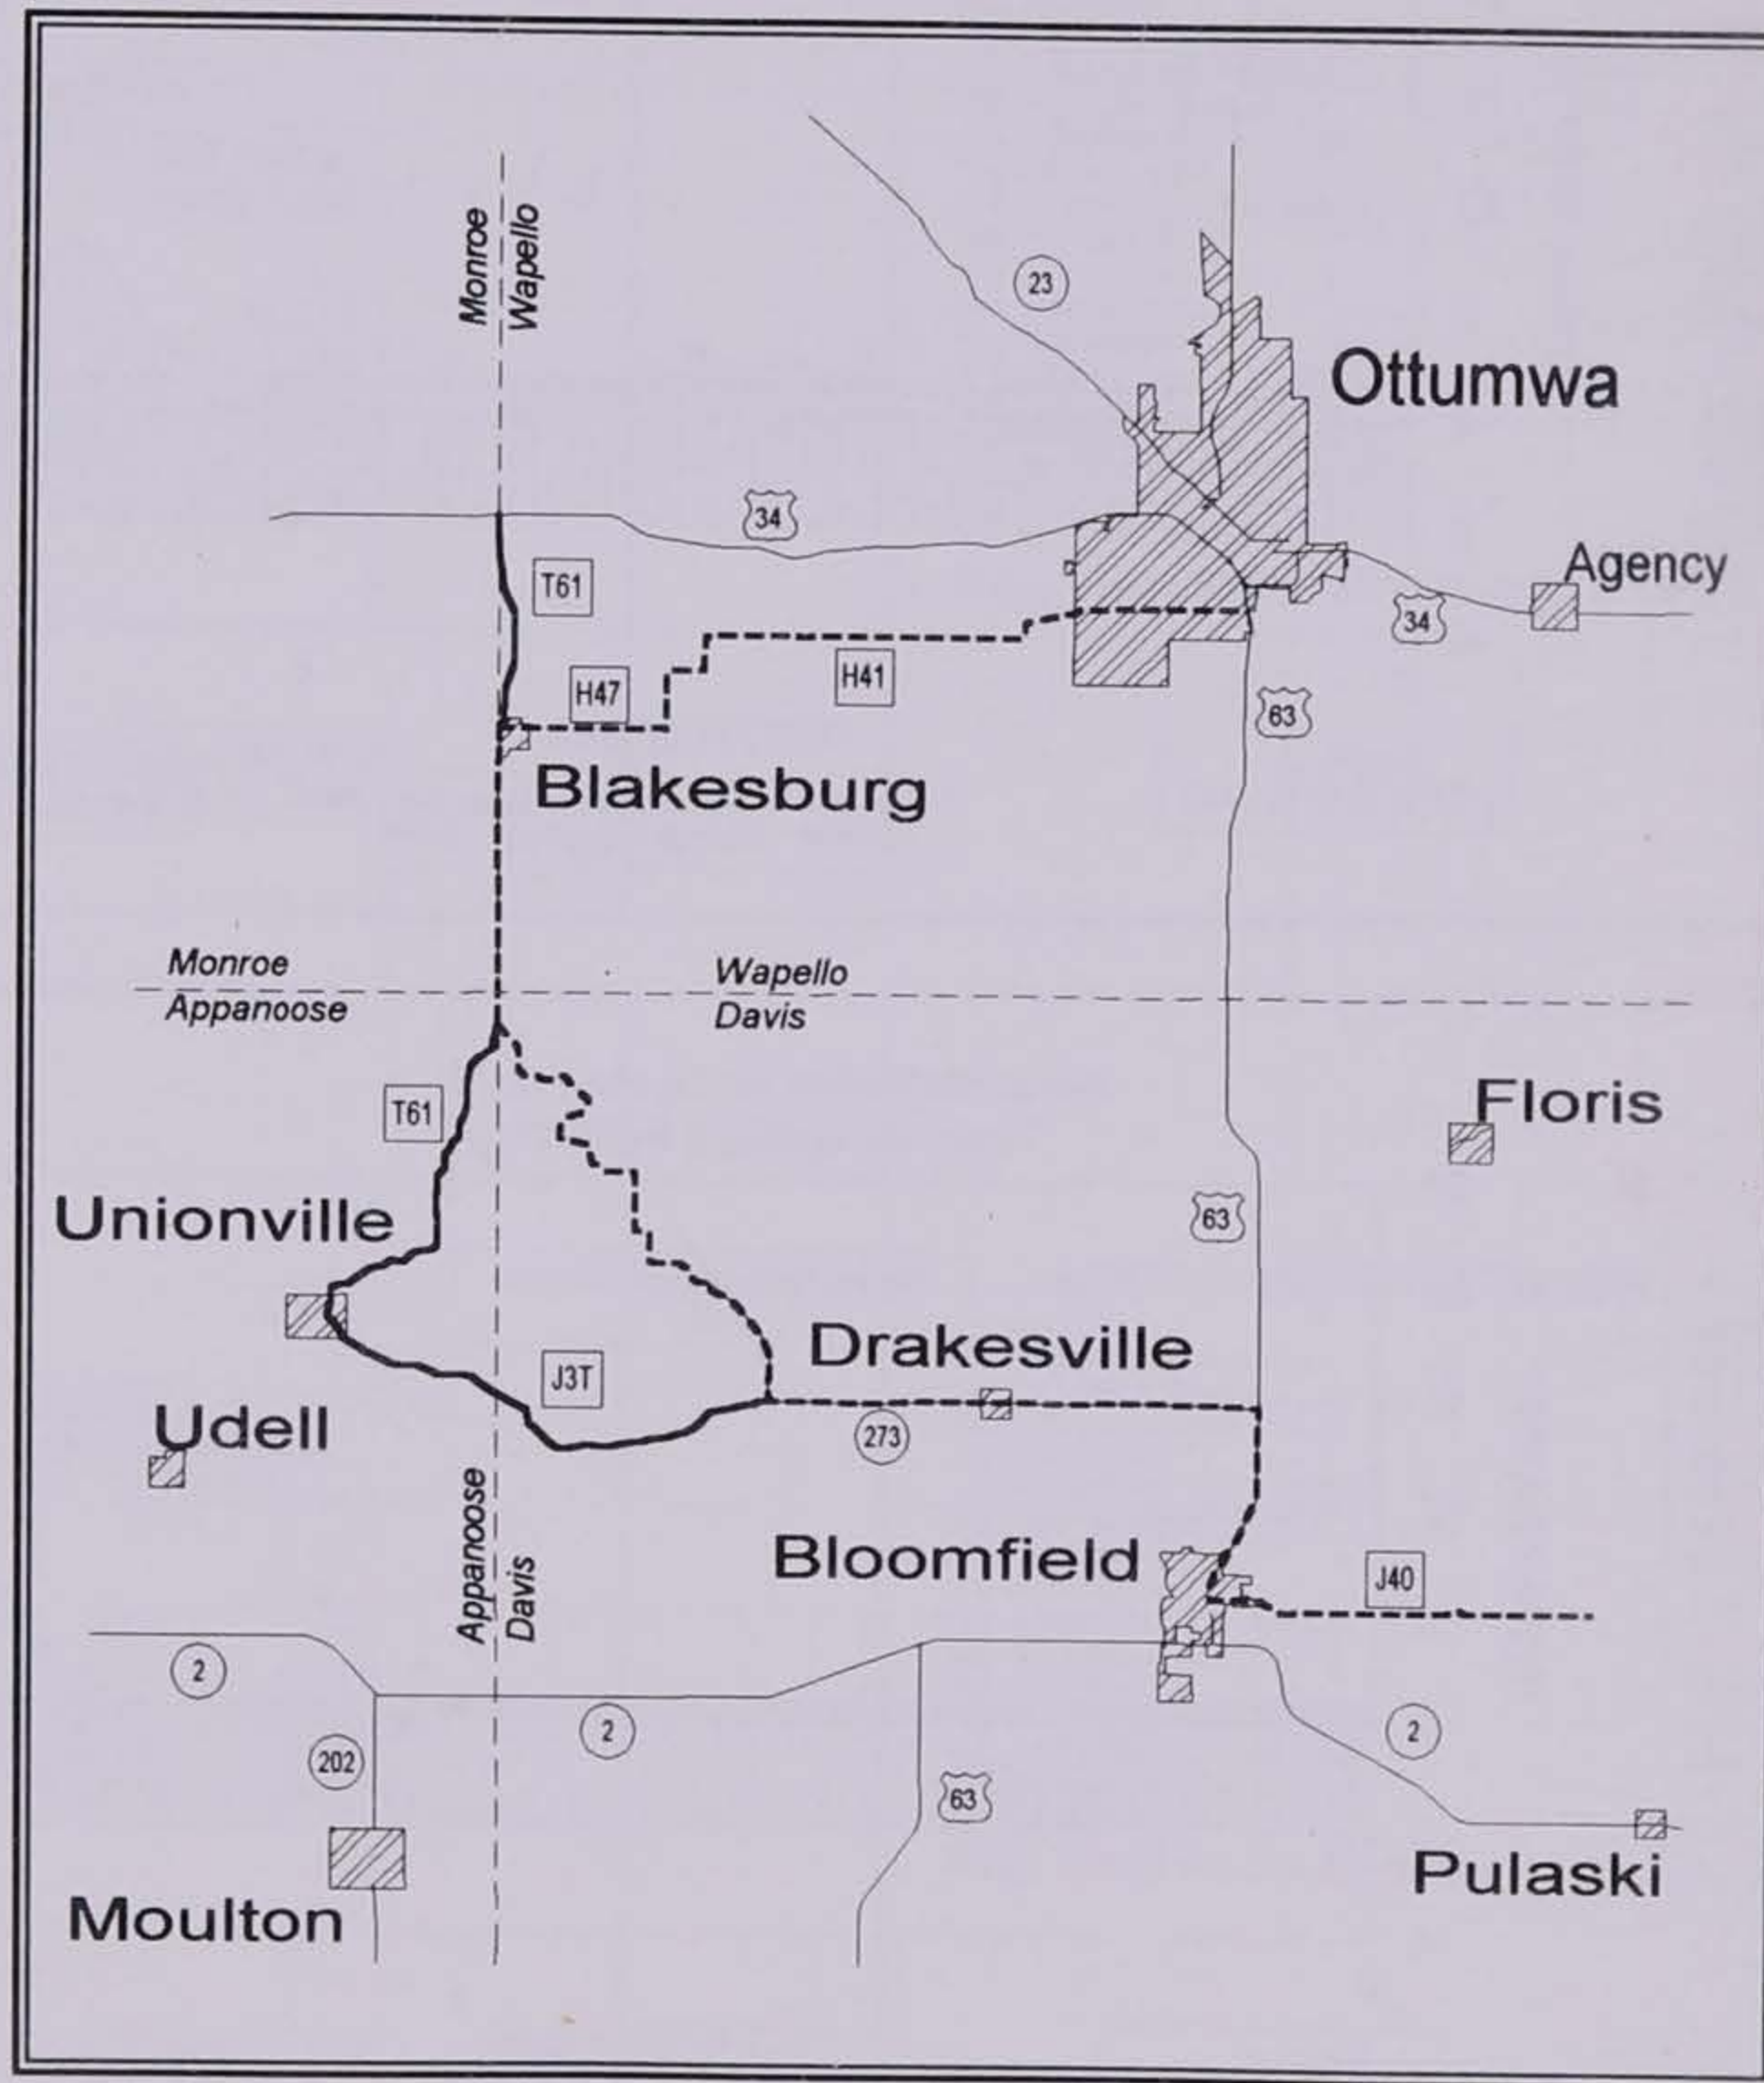 Monroe
Wapello
23
Ottumwa
34
T61
Agency
34
H47
H41
63
Blakesburg
Monroe
Wapello
Appanoose
Davis
T61
Floris
Unionville
63
Drakesville
J3T
Udell
273
Appanoose
Davis
Bloomfield
J40
2
2
2
202
63
Pulaski
Moulton